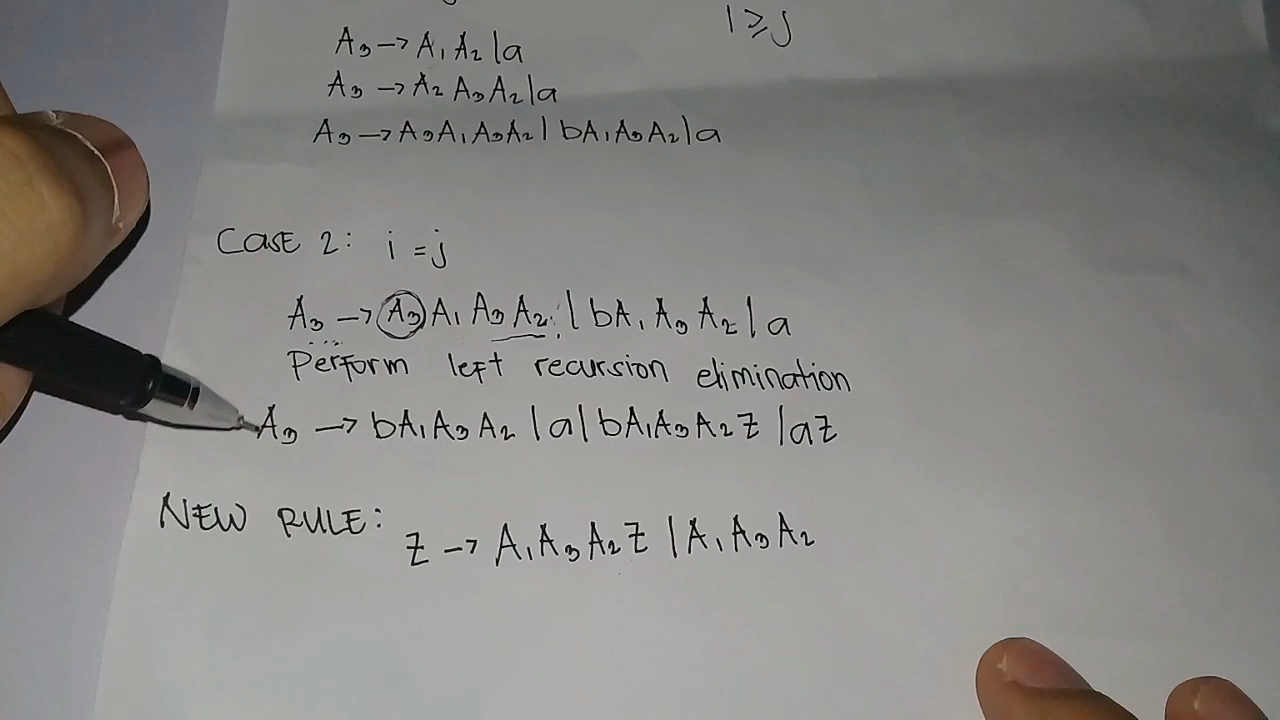 i ≥ j
A₃ → A₁ A₂ | a
A₃ → A₂ A₃ A₂ | a
A₃ → A₃ A₁ A₃ A₂ | bA₁ A₃ A₂ | a
Case 2: i = j
A₃ → A₃ A₁ A₃ A₂ | bA₁ A₃ A₂ | a
Perform left recursion elimination
A₃ → bA₁ A₃ A₂ | a | bA₁ A₃ A₂ Z | aZ
NEW RULE:
Z → A₁ A₃ A₂ Z | A₁ A₃ A₂